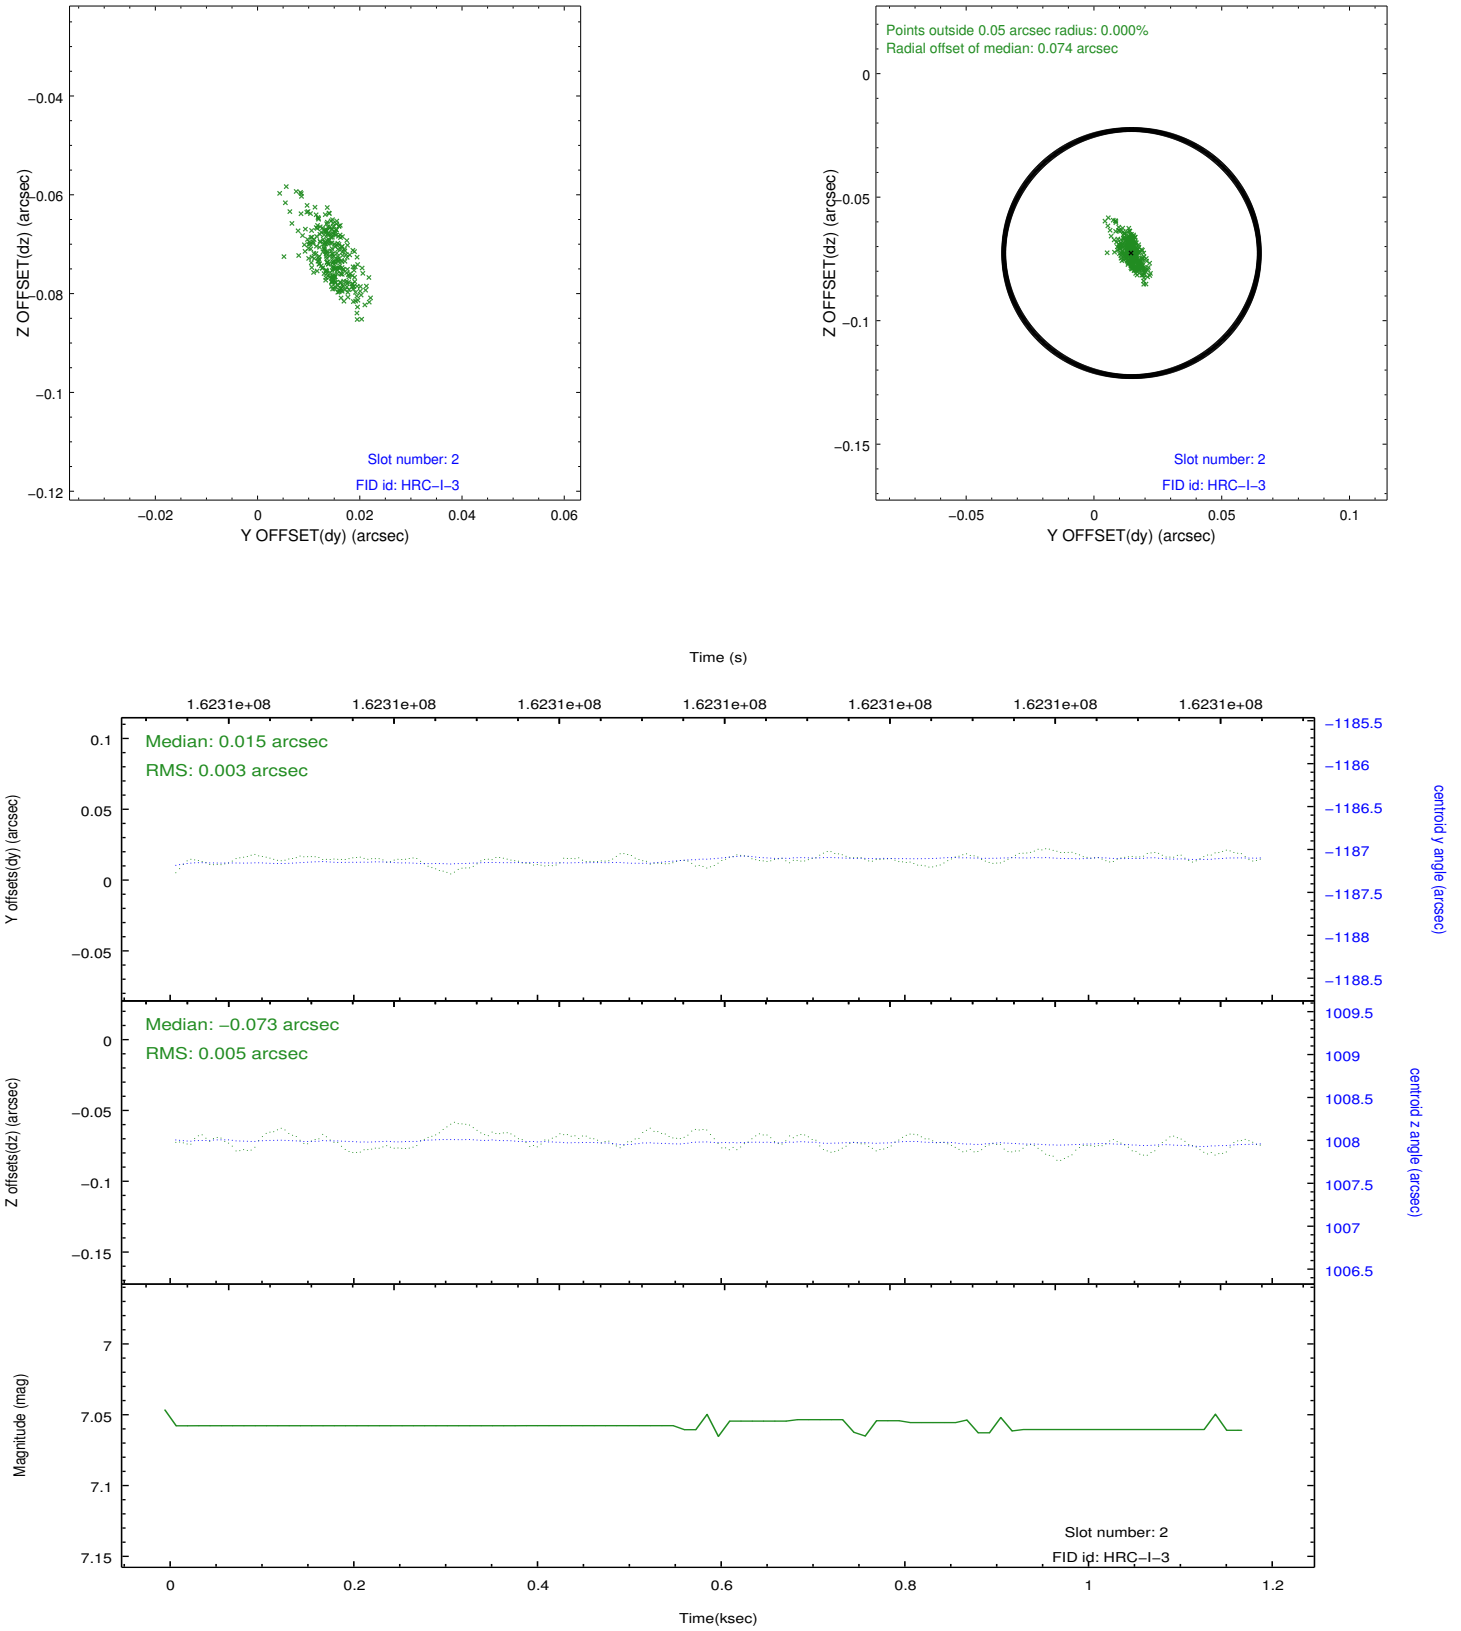 −0.04
−0.06
−0.08
−0.1
−0.12
Z OFFSET(dz) (arcsec)
Slot number: 2
FID id: HRC−I−3
−0.02 0 0.02 0.04 0.06
Y OFFSET(dy) (arcsec)
Points outside 0.05 arcsec radius: 0.000%
Radial offset of median: 0.074 arcsec
0
−0.05
−0.1
−0.15
Z OFFSET(dz) (arcsec)
Slot number: 2
FID id: HRC−I−3
−0.05 0 0.05 0.1
Y OFFSET(dy) (arcsec)
Time (s)
1.6231e+08 1.6231e+08 1.6231e+08 1.6231e+08 1.6231e+08 1.6231e+08 1.6231e+08
Median: 0.015 arcsec
RMS: 0.003 arcsec
0.1
0.05
0
−0.05
Y offsets(dy) (arcsec)
−1185.5
−1186
−1186.5
−1187
−1187.5
−1188
−1188.5
centroid y angle (arcsec)
Median: −0.073 arcsec
RMS: 0.005 arcsec
0
−0.05
−0.1
−0.15
Z offsets(dz) (arcsec)
1009.5
1009
1008.5
1008
1007.5
1007
1006.5
centroid z angle (arcsec)
7
7.05
7.1
7.15
Magnitude (mag)
Slot number: 2
FID id: HRC−I−3
0 0.2 0.4 0.6 0.8 1 1.2
Time(ksec)